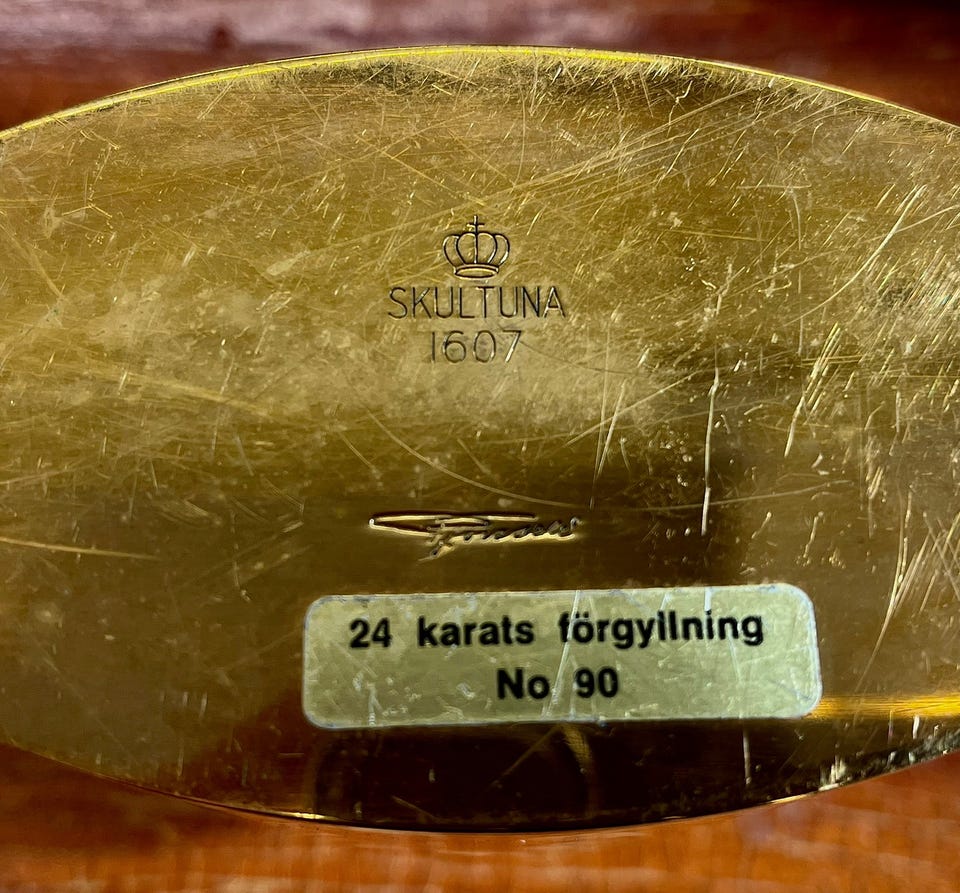 SKULTUNA
1607
24 karats förgyllning
No 90